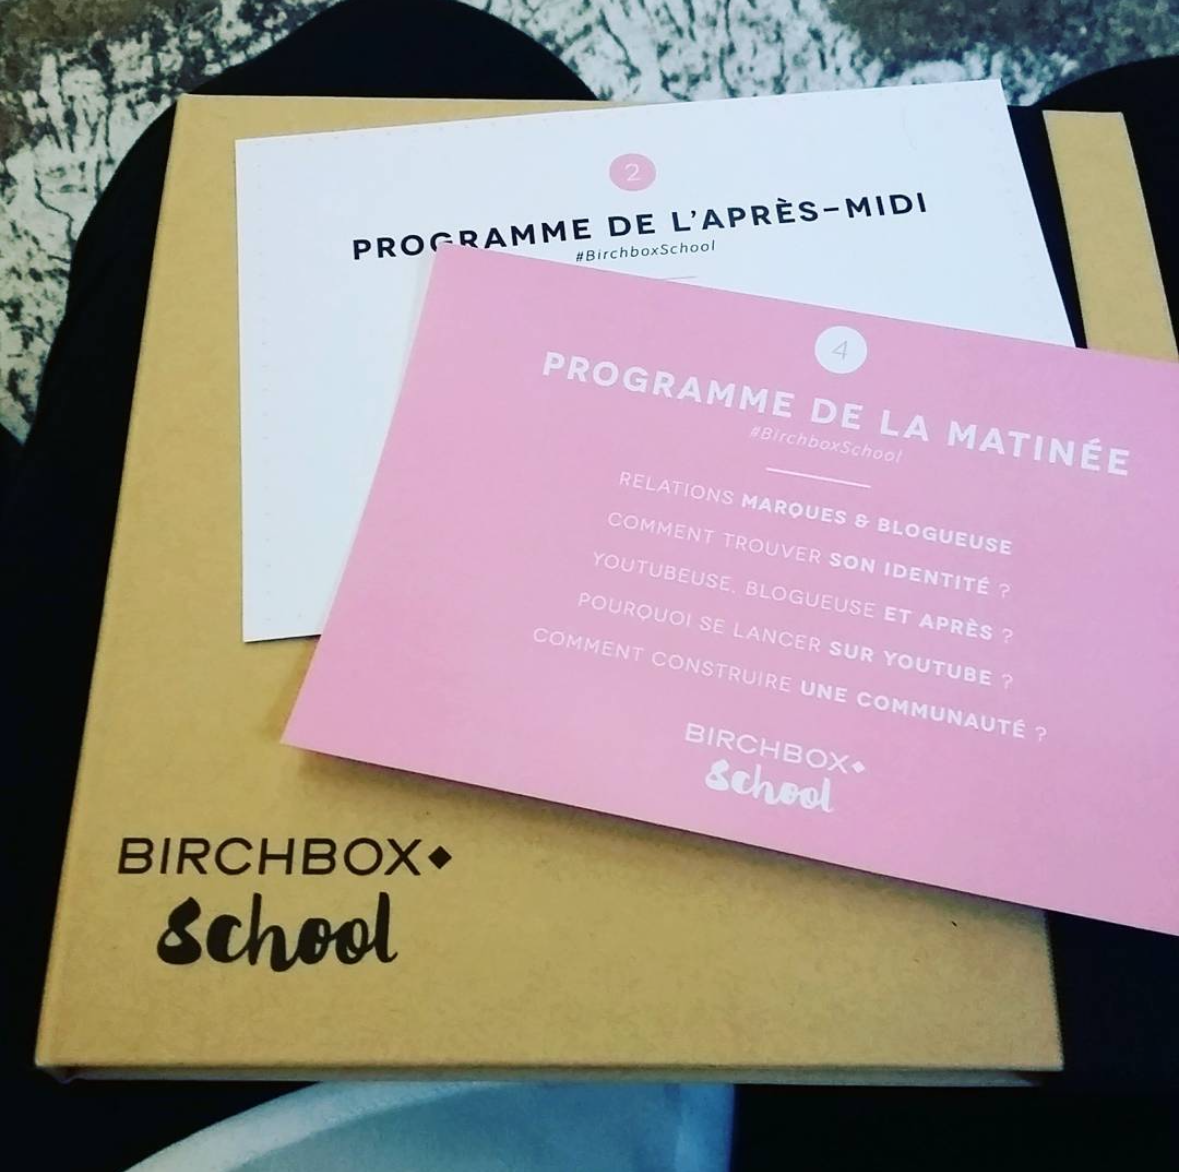 2
PROGRAMME DE L'APRÈS-MIDI
#BirchboxSchool
4
PROGRAMME DE LA MATINÉE
#BirchboxSchool
RELATIONS MARQUES & BLOGUEUSE
COMMENT TROUVER SON IDENTITÉ ?
YOUTUBEUSE, BLOGUEUSE ET APRÈS ?
POURQUOI SE LANCER SUR YOUTUBE ?
COMMENT CONSTRUIRE UNE COMMUNAUTÉ ?
BIRCHBOX◆
School
BIRCHBOX◆
School